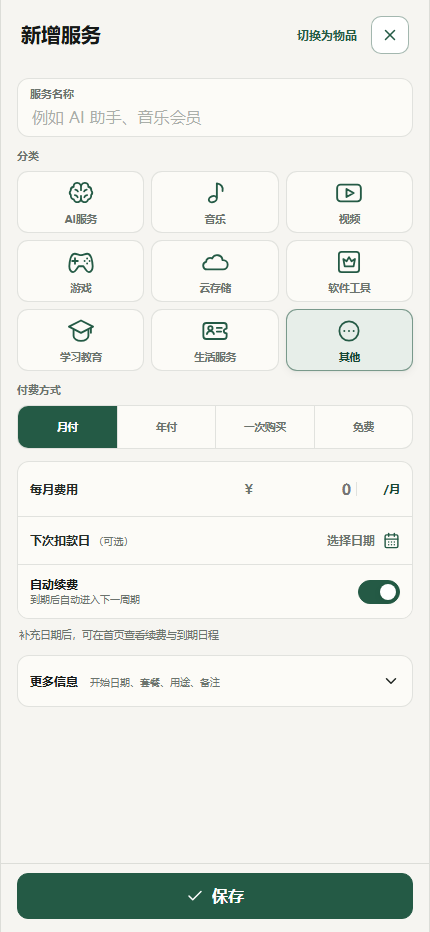 新增服务 切换为物品
服务名称
例如 AI 助手、音乐会员
分类
AI服务 音乐 视频
游戏 云存储 软件工具
学习教育 生活服务 其他
付费方式
月付 年付 一次购买 免费
每月费用 ¥ 0 /月
下次扣款日 (可选) 选择日期
自动续费
到期后自动进入下一周期
补充日期后，可在首页查看续费与到期日程
更多信息 开始日期、套餐、用途、备注
保存